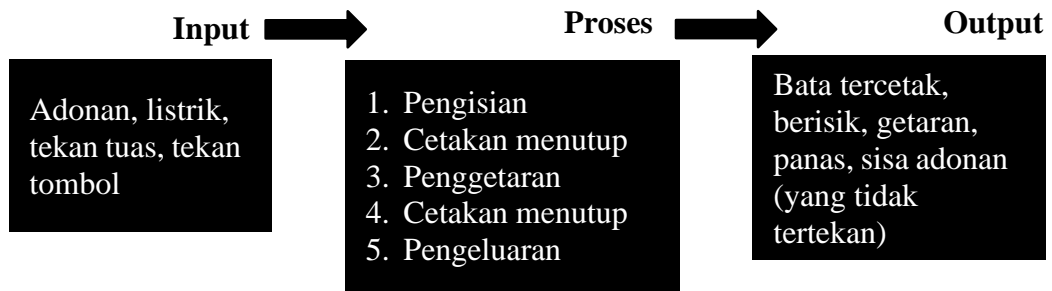 Input
Proses
Output
Adonan, listrik,
tekan tuas, tekan
tombol
1. Pengisian
2. Cetakan menutup
3. Penggetaran
4. Cetakan menutup
5. Pengeluaran
Bata tercetak,
berisik, getaran,
panas, sisa adonan
(yang tidak
tertekan)